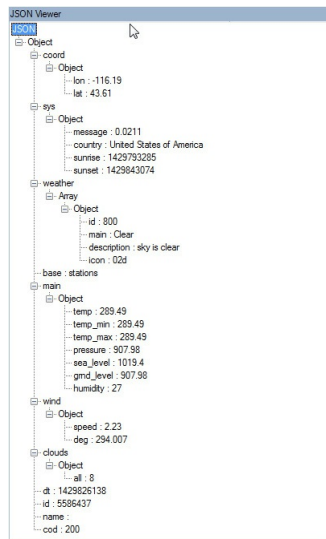 JSON Viewer
JSON
Object
coord
Object
lon : -116.19
lat : 43.61
sys
Object
message : 0.0211
country : United States of America
sunrise : 1429793285
sunset : 1429843074
weather
Array
Object
id : 800
main : Clear
description : sky is clear
icon : 02d
base : stations
main
Object
temp : 289.49
temp_min : 289.49
temp_max : 289.49
pressure : 907.98
sea_level : 1019.4
grnd_level : 907.98
humidity : 27
wind
Object
speed : 2.23
deg : 294.007
clouds
Object
all : 8
dt : 1429826138
id : 5586437
name :
cod : 200